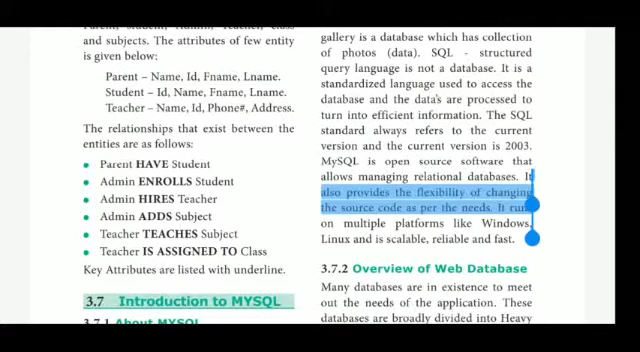 Parent, Student, Admin, Teacher, class
and subjects. The attributes of few entity
is given below:
Parent – Name, Id, Fname, Lname.
Student – Id, Name, Fname, Lname.
Teacher – Name, Id, Phone#, Address.
The relationships that exist between the
entities are as follows:
Parent HAVE Student
Admin ENROLLS Student
Admin HIRES Teacher
Admin ADDS Subject
Teacher TEACHES Subject
Teacher IS ASSIGNED TO Class
Key Attributes are listed with underline.
3.7 Introduction to MYSQL
3.7.1 About MYSQL
gallery is a database which has collection
of photos (data). SQL - structured
query language is not a database. It is a
standardized language used to access the
database and the data's are processed to
turn into efficient information. The SQL
standard always refers to the current
version and the current version is 2003.
MySQL is open source software that
allows managing relational databases. It
also provides the flexibility of changing
the source code as per the needs. It runs
on multiple platforms like Windows,
Linux and is scalable, reliable and fast.
3.7.2 Overview of Web Database
Many databases are in existence to meet
out the needs of the application. These
databases are broadly divided into Heavy